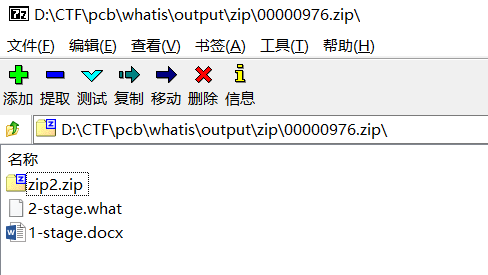 D:\CTF\pcb\whatis\output\zip\00000976.zip\
文件(F) 编辑(E) 查看(V) 书签(A) 工具(T) 帮助(H)
添加 提取 测试 复制 移动 删除 信息
D:\CTF\pcb\whatis\output\zip\00000976.zip\
名称
zip2.zip
2-stage.what
1-stage.docx